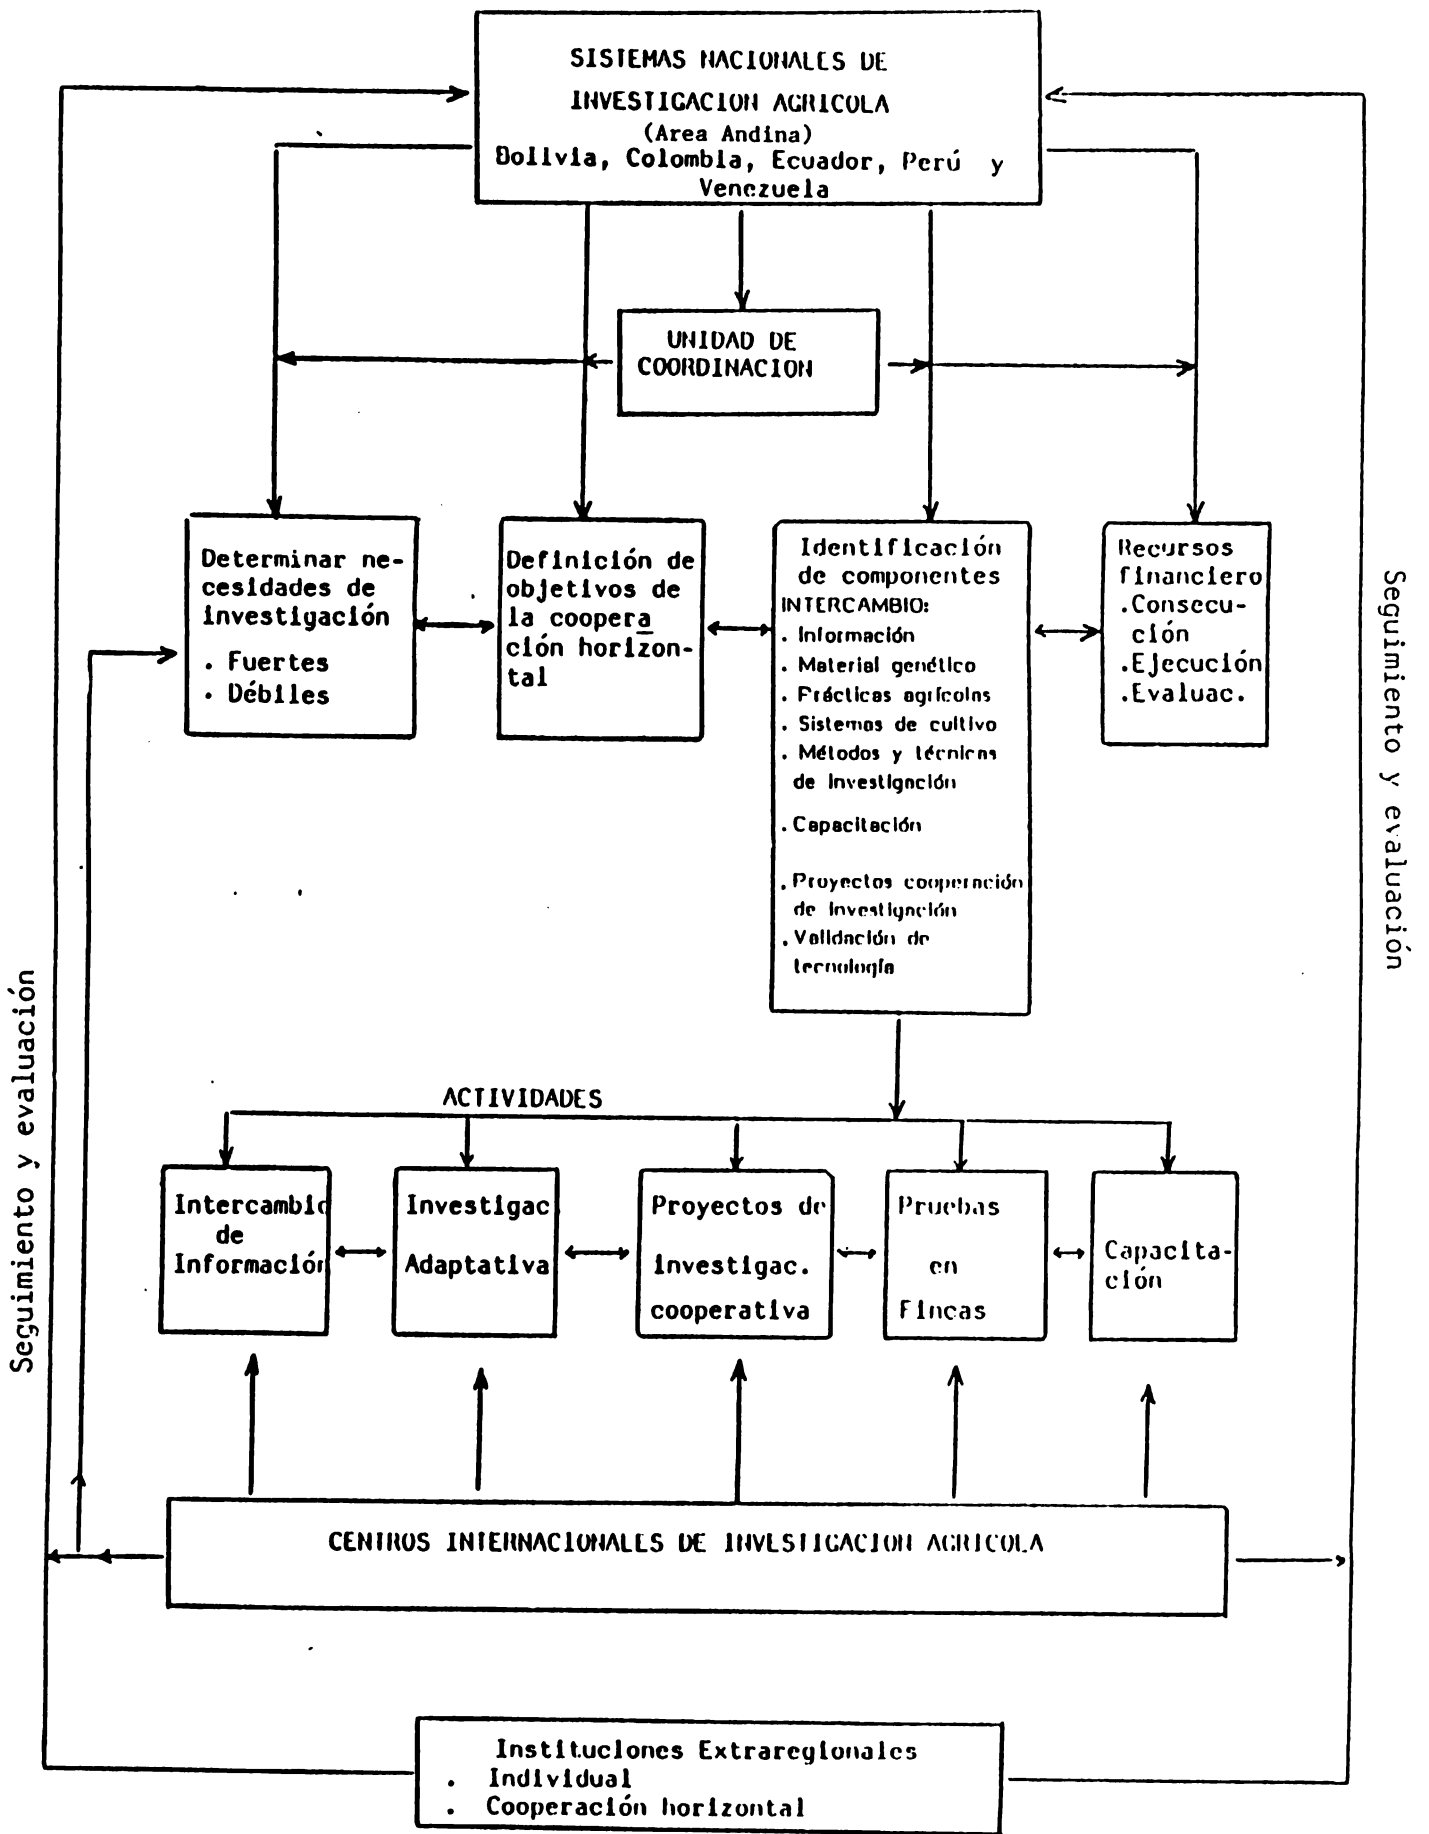 SISTEMAS NACIONALES DE
INVESTIGACION AGRICOLA
(Area Andina)
Bolivia, Colombia, Ecuador, Perú y
Venezuela
UNIDAD DE
COORDINACION
Determinar ne-
cesidades de
investigación
. Fuertes
. Débiles
Definición de
objetivos de
la coopera
ción horizon-
tal
Identificación
de componentes
INTERCAMBIO:
. Información
. Material genético
. Prácticas agrícolas
. Sistemas de cultivo
. Métodos y técnicas
de investigación
. Capacitación
. Proyectos cooperación
de investigación
. Validación de
tecnología
Recursos
financiero
.Consecu-
ción
.Ejecución
.Evaluac.
Seguimiento y evaluación
Seguimiento y evaluación
ACTIVIDADES
Intercambio
de
Información
Investigac
Adaptativa
Proyectos de
investigac.
cooperativa
Pruebas
en
Fincas
Capacita-
ción
CENTROS INTERNACIONALES DE INVESTIGACION AGRICOLA
Instituciones Extraregionales
. Individual
. Cooperación horizontal